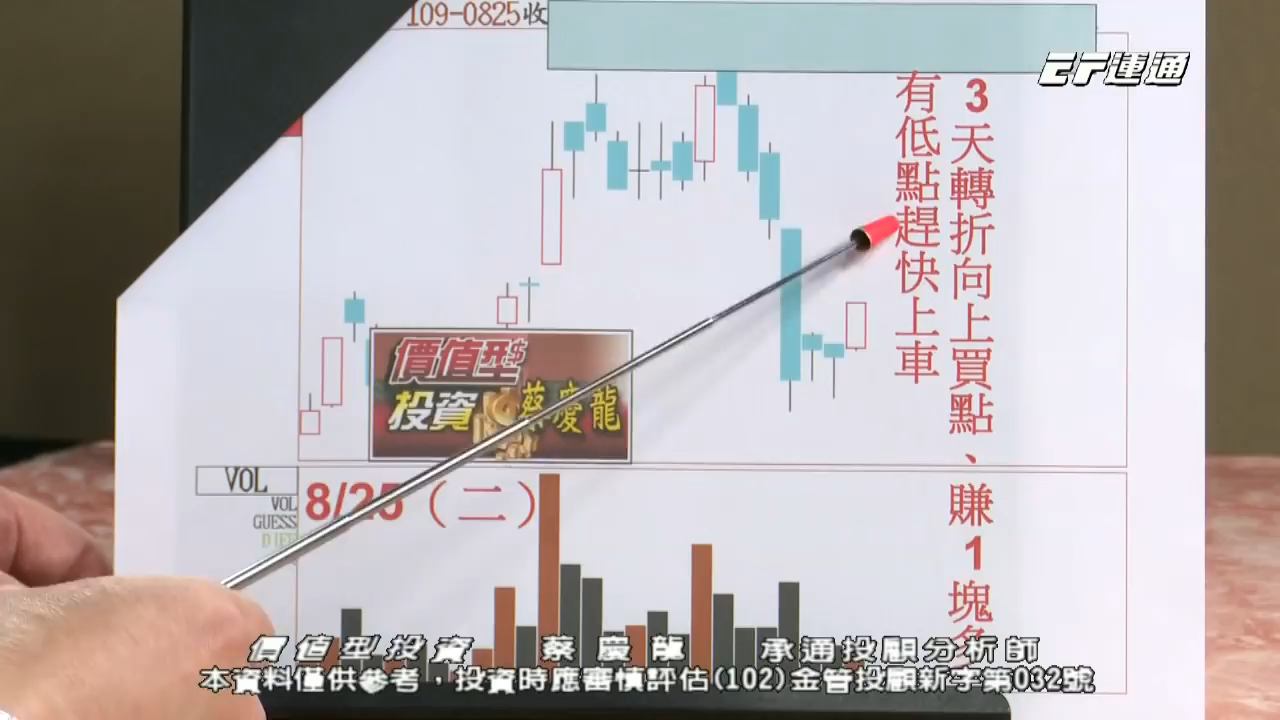 109-0825收
CT運通
3天轉折向上買點、賺1塊
有低點趕快上車
價值型$
投資 蔡慶龍
VOL
VOL
GUESS
8/25（二）
價值型投資 蔡慶龍 承通投顧分析師
本資料僅供參考，投資時應審慎評估(102)金管投顧新字第032號